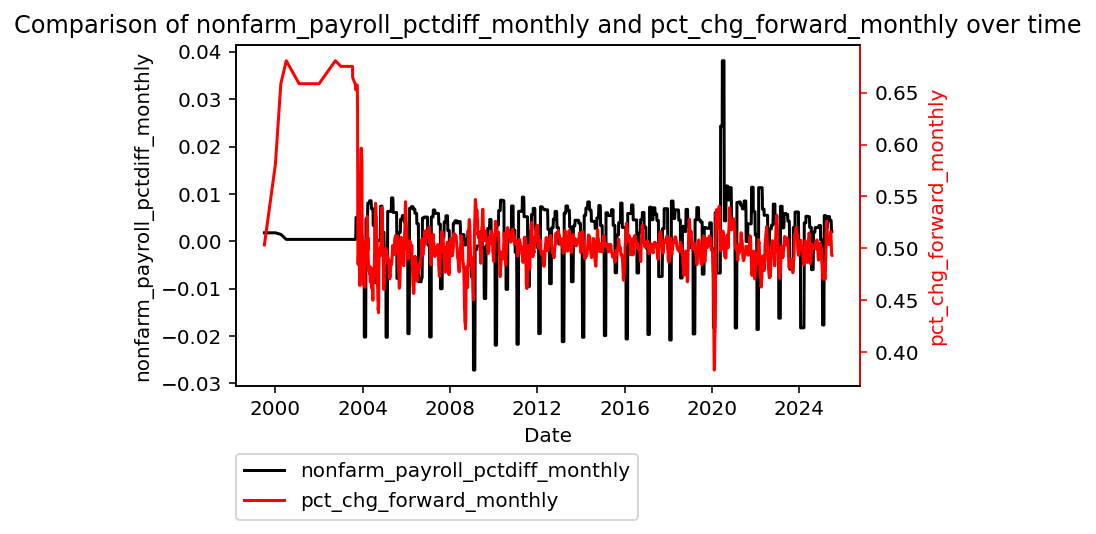 Comparison of nonfarm_payroll_pctdiff_monthly and pct_chg_forward_monthly over time
nonfarm_payroll_pctdiff_monthly
0.04
0.03
0.02
0.01
0.00
−0.01
−0.02
−0.03
0.65
0.60
0.55
0.50
0.45
0.40
pct_chg_forward_monthly
2000 2004 2008 2012 2016 2020 2024
Date
nonfarm_payroll_pctdiff_monthly
pct_chg_forward_monthly